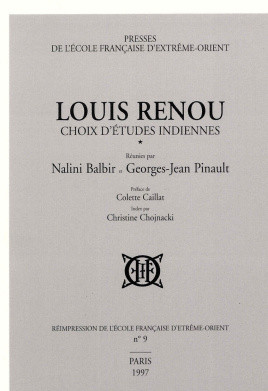 PRESSES
DE L'ÉCOLE FRANÇAISE D'EXTRÊME-ORIENT
LOUIS RENOU
CHOIX D'ÉTUDES INDIENNES
★
Réunies par
Nalini Balbir et Georges-Jean Pinault
Préface de
Colette Caillat
Index par
Christine Chojnacki
RÉIMPRESSION DE L'ÉCOLE FRANÇAISE D'EXTRÊME-ORIENT
n° 9
PARIS
1997